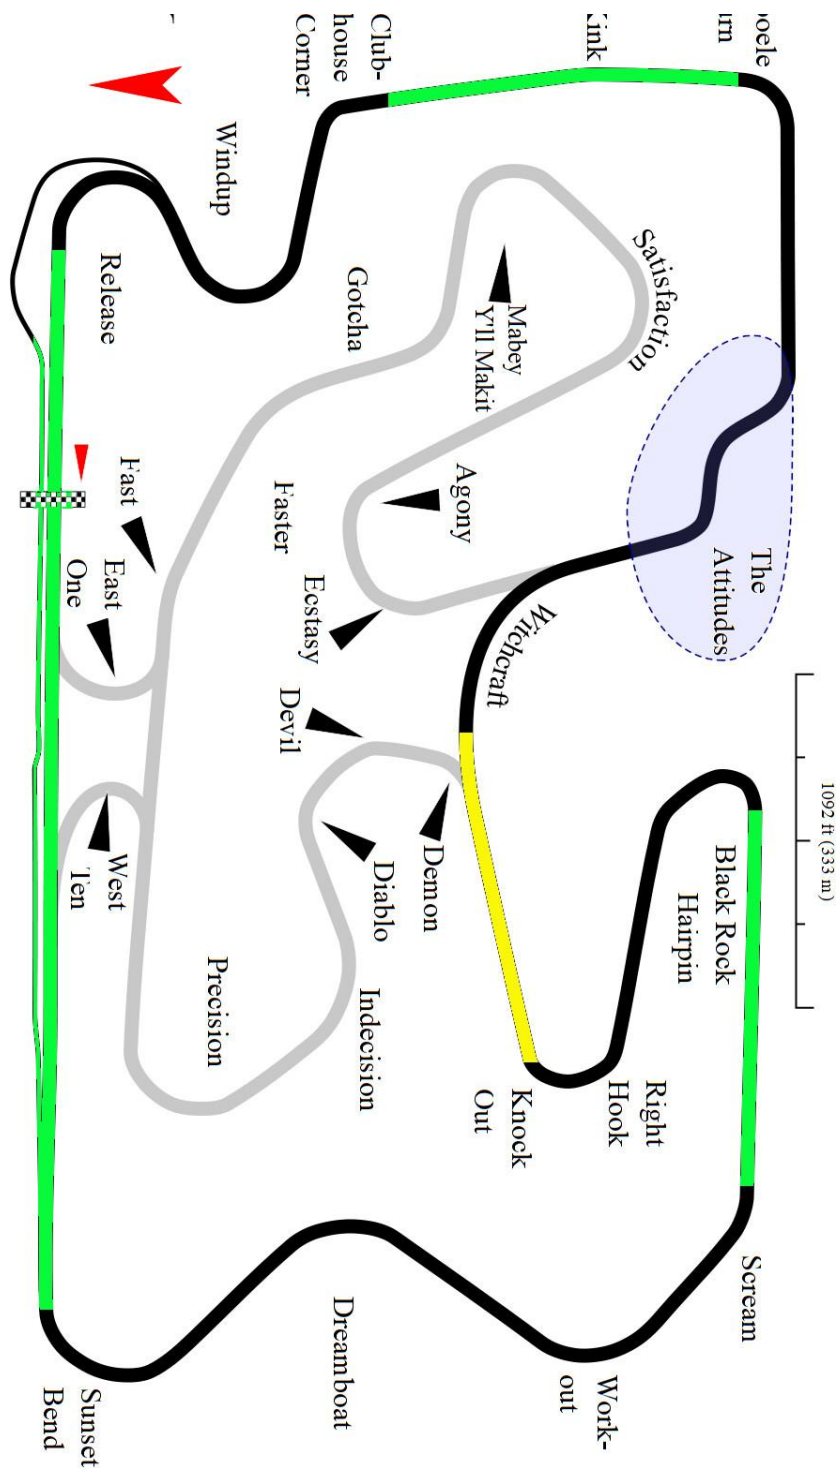 1092 ft (333 m)
The
Attitudes
Black Rock
Hairpin
Scream
Satisfaction
Right
Hook
Work-
out
Witchcraft
Knock
Out
Mabey
Y'll Makit
Agony
Demon
Club-
house
Corner
Gotcha
Diablo
Indecision
Dreamboat
Ecstasy
Devil
Faster
Windup
Precision
Release
Fast
East
One
West
Ten
Sunset
Bend